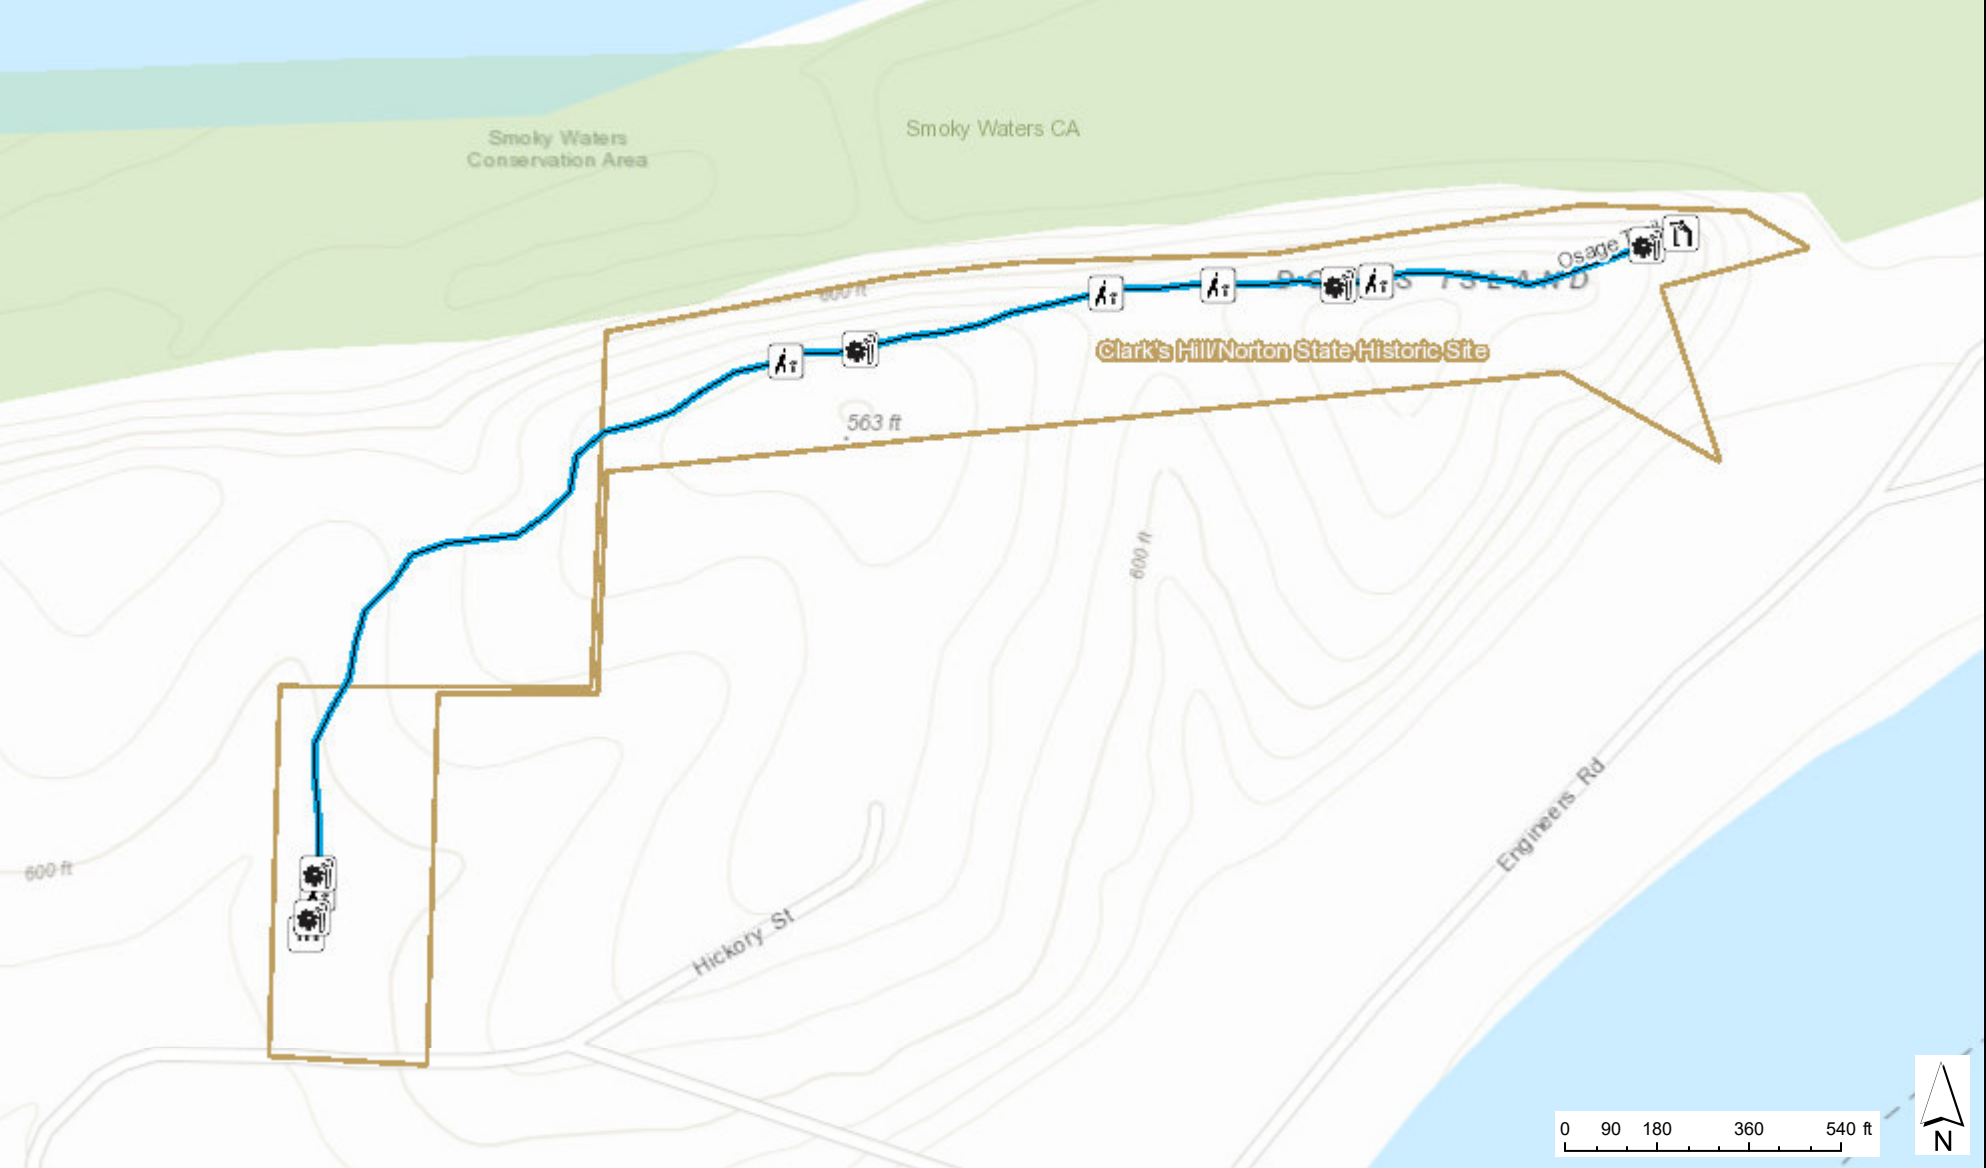 Smoky Waters CA
Smoky Waters
Conservation Area
Osage
ISLAND
600 ft
Clark's Hill/Norton State Historic Site
563 ft
600 ft
600 ft
Engineers Rd
Hickory St
0 90 180 360 540 ft
N